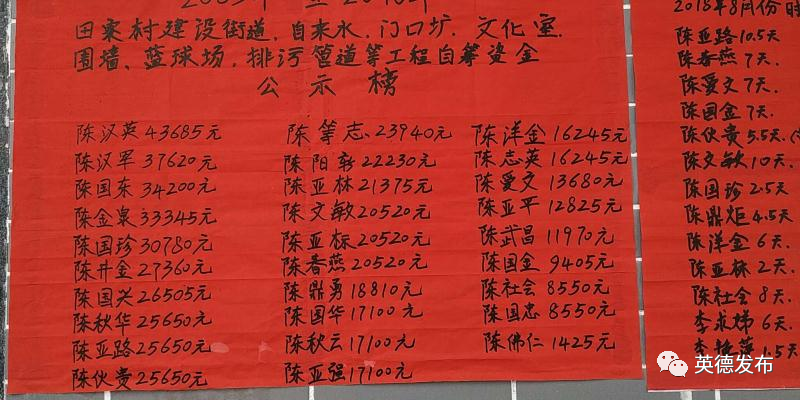 田寮村建设街道,自来水,门口圹,文化室,
围墙、篮球场,排污管道等工程自筹资金
公示榜
陈汉英43685元
陈汉军37620元
陈国东34200元
陈金泉33345元
陈国珍30780元
陈井金27360元
陈国兴26505元
陈秋华25650元
陈亚路25650元
陈伙贵25650元
陈筹志23940元
陈阳新22230元
陈亚林21375元
陈文敏20520元
陈亚标20520元
陈春燕20520元
陈鼎勇18810元
陈国华17100元
陈秋云17100元
陈亚强17100元
陈洋金16245元
陈志英16245元
陈爱文13680元
陈亚平12825元
陈武昌11970元
陈国金9405元
陈社会8550元
陈国忠8550元
陈佛仁1425元
2018年8月份
陈亚路10.5天
陈春燕7天.
陈爱文7天.
陈国金7天.
陈伙贵5.5天
陈文敏10天.
陈国珍2.5天
陈鼎炬4.5天
陈洋金6天.
陈亚林2天.
陈社会8天.
李求娣6天.
1.5天
英德发布